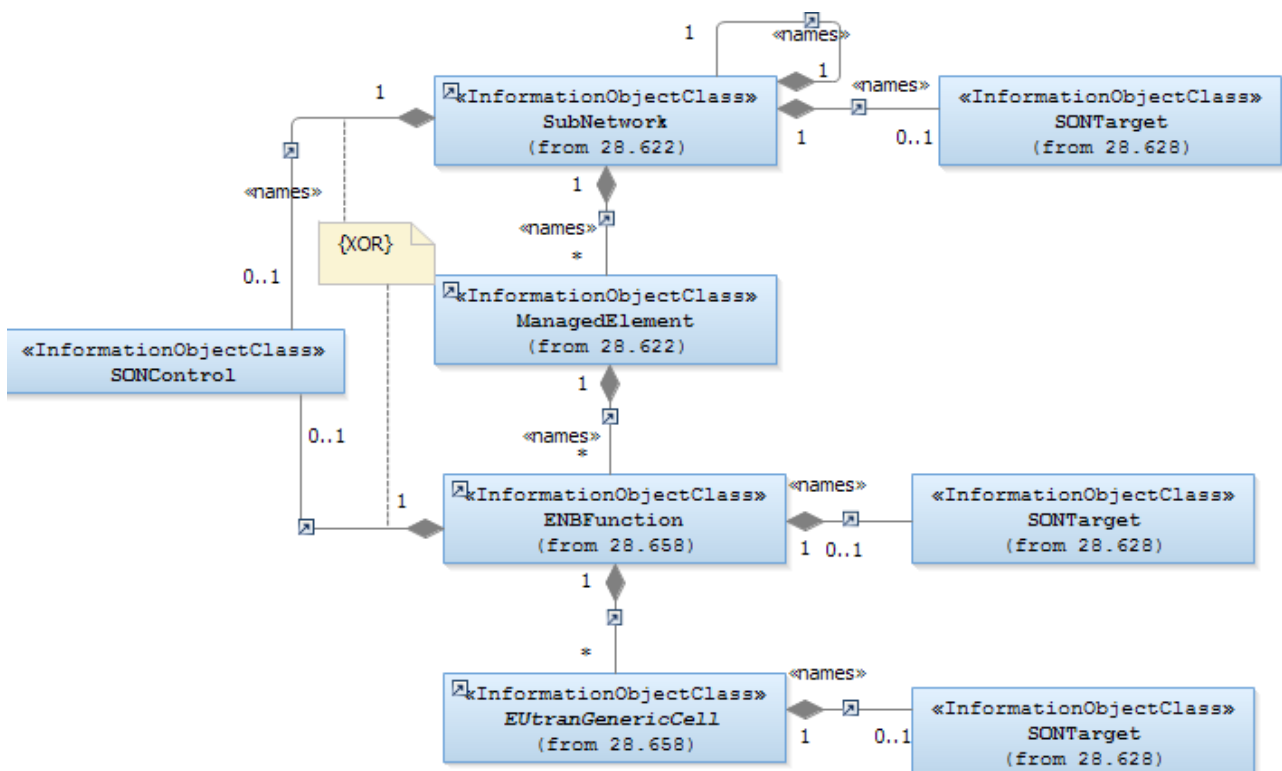 1
«names»
1
1
«InformationObjectClass»
SubNetwork
(from 28.622)
«names»
1
0..1
«InformationObjectClass»
SONTarget
(from 28.628)
«names»
0..1
{XOR}
1
«names»
*
«InformationObjectClass»
ManagedElement
(from 28.622)
«InformationObjectClass»
SONControl
1
«names»
*
0..1
1
«InformationObjectClass»
ENBFunction
(from 28.658)
«names»
1
0..1
«InformationObjectClass»
SONTarget
(from 28.628)
1
*
«InformationObjectClass»
EUtranGenericCell
(from 28.658)
«names»
1
0..1
«InformationObjectClass»
SONTarget
(from 28.628)